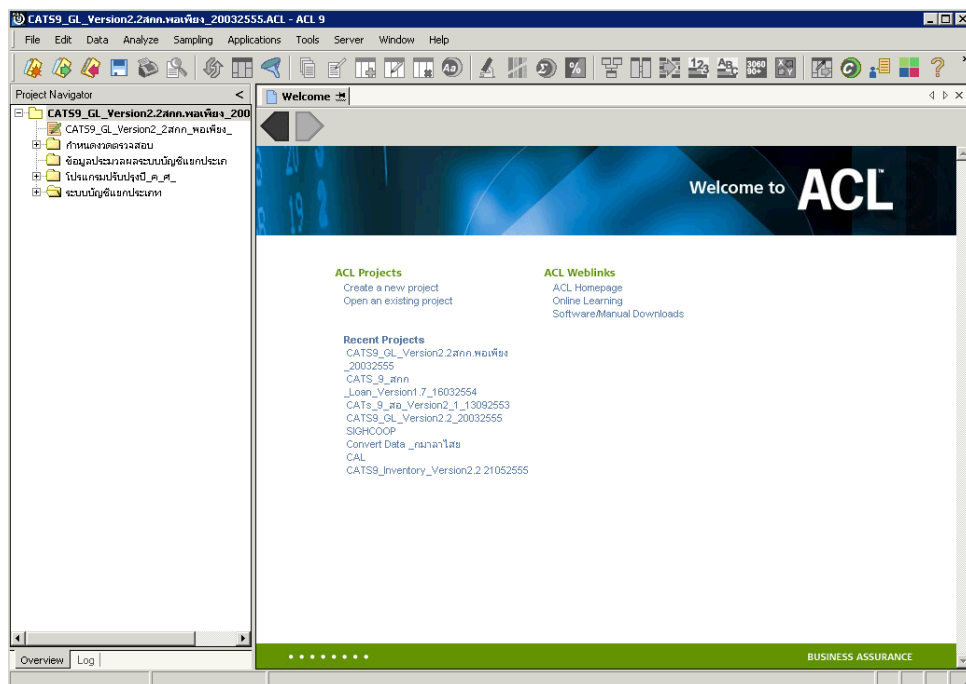 CATS9_GL_Version2.2สกก.พอเพียง_20032555.ACL - ACL 9
File Edit Data Analyze Sampling Applications Tools Server Window Help
Project Navigator <
Welcome
CATS9_GL_Version2.2สกก.พอเพียง_200
CATS9_GL_Version2_2สกก_พอเพียง_
กำหนดงวดตรวจสอบ
ข้อมูลประมวลผลระบบบัญชีแยกประเภ
โปรแกรมปรับปรุงปี_ค_ศ_
ระบบบัญชีแยกประเภท
Welcome to ACL™
ACL Projects
Create a new project
Open an existing project
ACL Weblinks
ACL Homepage
Online Learning
Software/Manual Downloads
Recent Projects
CATS9_GL_Version2.2สกก.พอเพียง
_20032555
CATS_9_สกก
_Loan_Version1.7_16032554
CATs_9_สอ_Version2_1_13092553
CATS9_GL_Version2.2_20032555
SIGHCOOP
Convert Data _กมาลาไสย
CAL
CATS9_Inventory_Version2.2 21052555
BUSINESS ASSURANCE
Overview Log